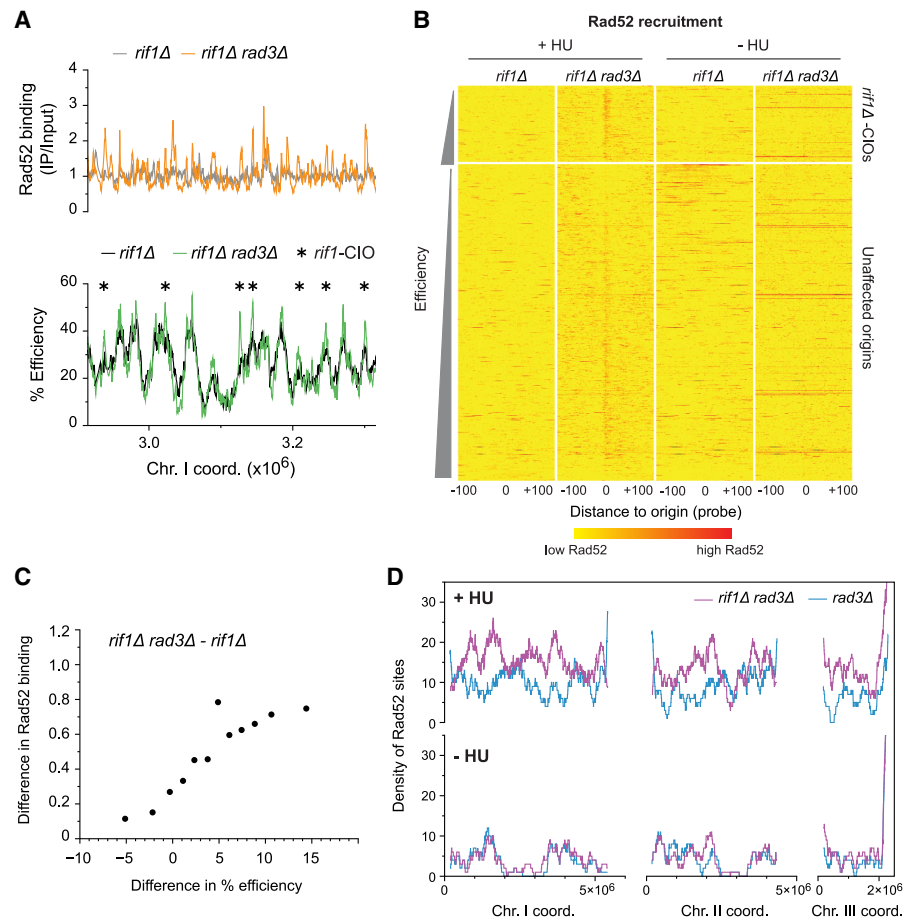 A
rif1Δ rif1Δ rad3Δ
Rad52 binding
(IP/Input)
4
3
2
1
0
rif1Δ rif1Δ rad3Δ * rif1-CIO
* * * * * * *
% Efficiency
60
40
20
0
3.0 3.2
Chr. I coord. (x10⁶)
B
Rad52 recruitment
+ HU - HU
rif1Δ rif1Δ rad3Δ rif1Δ rif1Δ rad3Δ
rif1Δ -CIOs
Efficiency
Unaffected origins
-100 0 +100 -100 0 +100 -100 0 +100 -100 0 +100
Distance to origin (probe)
low Rad52 high Rad52
C
rif1Δ rad3Δ - rif1Δ
Difference in Rad52 binding
1.2
1.0
0.8
0.6
0.4
0.2
0
−10 −5 0 5 10 15
Difference in % efficiency
D
rif1Δ rad3Δ rad3Δ
+ HU
Density of Rad52 sites
30
20
10
0
- HU
30
20
10
0
0 5×10⁶ 0 5×10⁶ 0 2×10⁶
Chr. I coord. Chr. II coord. Chr. III coord.